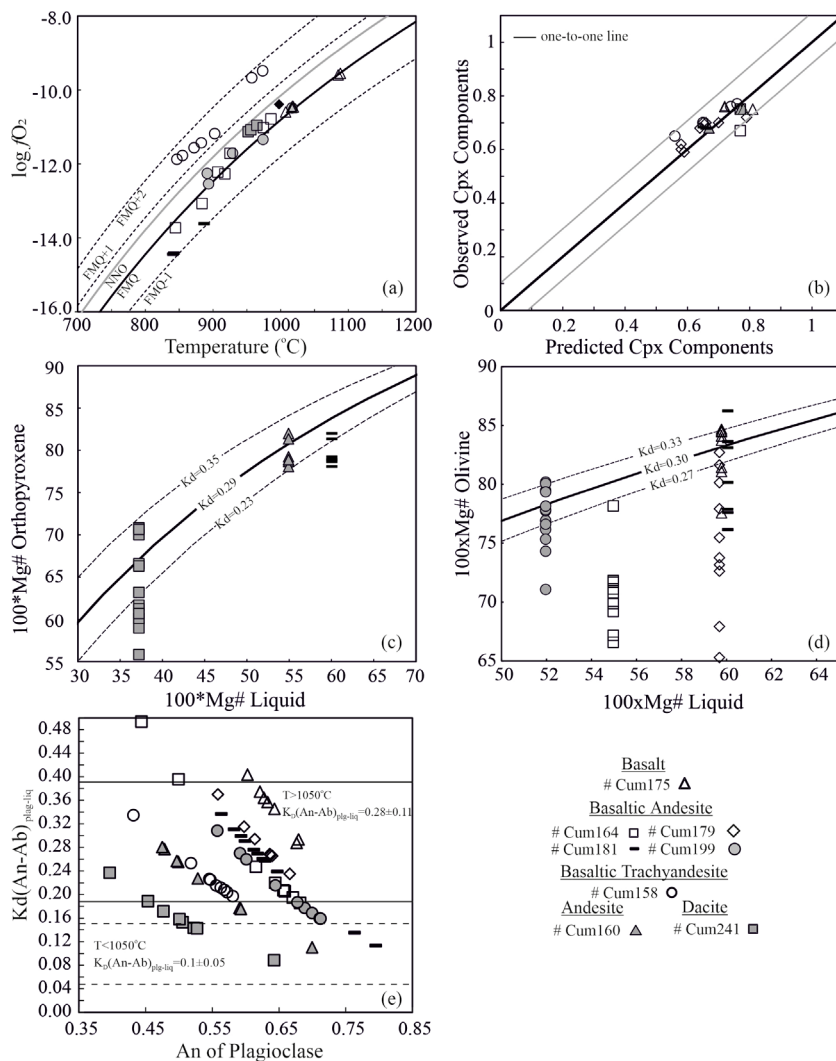 -8.0
-10.0
-12.0
-14.0
-16.0
log fO₂
FMQ+2
FMQ+1
NNO
FMQ
FMQ-1
(a)
700 800 900 1000 1100 1200
Temperature (°C)
1
0.8
0.6
0.4
0.2
0
Observed Cpx Components
one-to-one line
(b)
0 0.2 0.4 0.6 0.8 1
Predicted Cpx Components
90
85
80
75
70
65
60
55
100*Mg# Orthopyroxene
Kd=0.35
Kd=0.29
Kd=0.23
(c)
30 35 40 45 50 55 60 65 70
100*Mg# Liquid
90
85
80
75
70
65
100xMg# Olivine
Kd=0.33
Kd=0.30
Kd=0.27
(d)
50 52 54 56 58 60 62 64
100xMg# Liquid
0.48
0.44
0.40
0.36
0.32
0.28
0.24
0.20
0.16
0.12
0.08
0.04
0.00
Kd(An-Ab)plag-liq
T>1050°C
K_D(An-Ab)plg-liq=0.28±0.11
T<1050°C
K_D(An-Ab)plg-liq=0.1±0.05
(e)
0.35 0.45 0.55 0.65 0.75 0.85
An of Plagioclase
Basalt
# Cum175
Basaltic Andesite
# Cum164 # Cum179
# Cum181 # Cum199
Basaltic Trachyandesite
# Cum158
Andesite Dacite
# Cum160 # Cum241